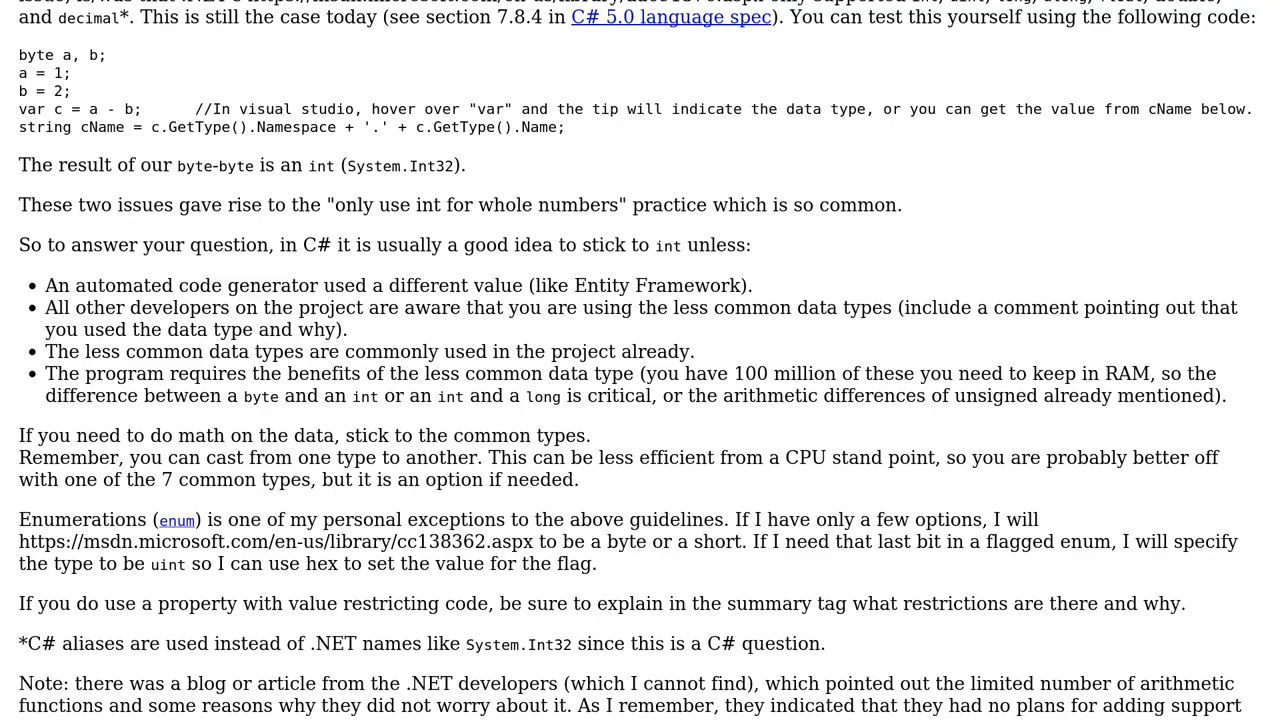 and decimal*. This is still the case today (see section 7.8.4 in C# 5.0 language spec). You can test this yourself using the following code:
byte a, b;
a = 1;
b = 2;
var c = a - b;      //In visual studio, hover over "var" and the tip will indicate the data type, or you can get the value from cName below.
string cName = c.GetType().Namespace + '.' + c.GetType().Name;
The result of our byte-byte is an int (System.Int32).
These two issues gave rise to the "only use int for whole numbers" practice which is so common.
So to answer your question, in C# it is usually a good idea to stick to int unless:
• An automated code generator used a different value (like Entity Framework).
• All other developers on the project are aware that you are using the less common data types (include a comment pointing out that
you used the data type and why).
• The less common data types are commonly used in the project already.
• The program requires the benefits of the less common data type (you have 100 million of these you need to keep in RAM, so the
difference between a byte and an int or an int and a long is critical, or the arithmetic differences of unsigned already mentioned).
If you need to do math on the data, stick to the common types.
Remember, you can cast from one type to another. This can be less efficient from a CPU stand point, so you are probably better off
with one of the 7 common types, but it is an option if needed.
Enumerations (enum) is one of my personal exceptions to the above guidelines. If I have only a few options, I will
https://msdn.microsoft.com/en-us/library/cc138362.aspx to be a byte or a short. If I need that last bit in a flagged enum, I will specify
the type to be uint so I can use hex to set the value for the flag.
If you do use a property with value restricting code, be sure to explain in the summary tag what restrictions are there and why.
*C# aliases are used instead of .NET names like System.Int32 since this is a C# question.
Note: there was a blog or article from the .NET developers (which I cannot find), which pointed out the limited number of arithmetic
functions and some reasons why they did not worry about it. As I remember, they indicated that they had no plans for adding support